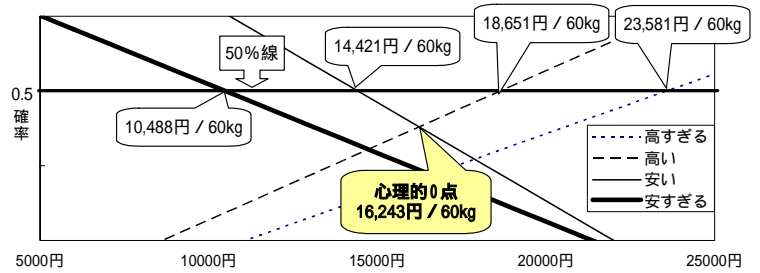 18,651円 / 60kg
23,581円 / 60kg
14,421円 / 60kg
50%線
0.5
確率
10,488円 / 60kg
心理的0点
16,243円 / 60kg
高すぎる
高い
安い
安すぎる
5000円
10000円
15000円
20000円
25000円